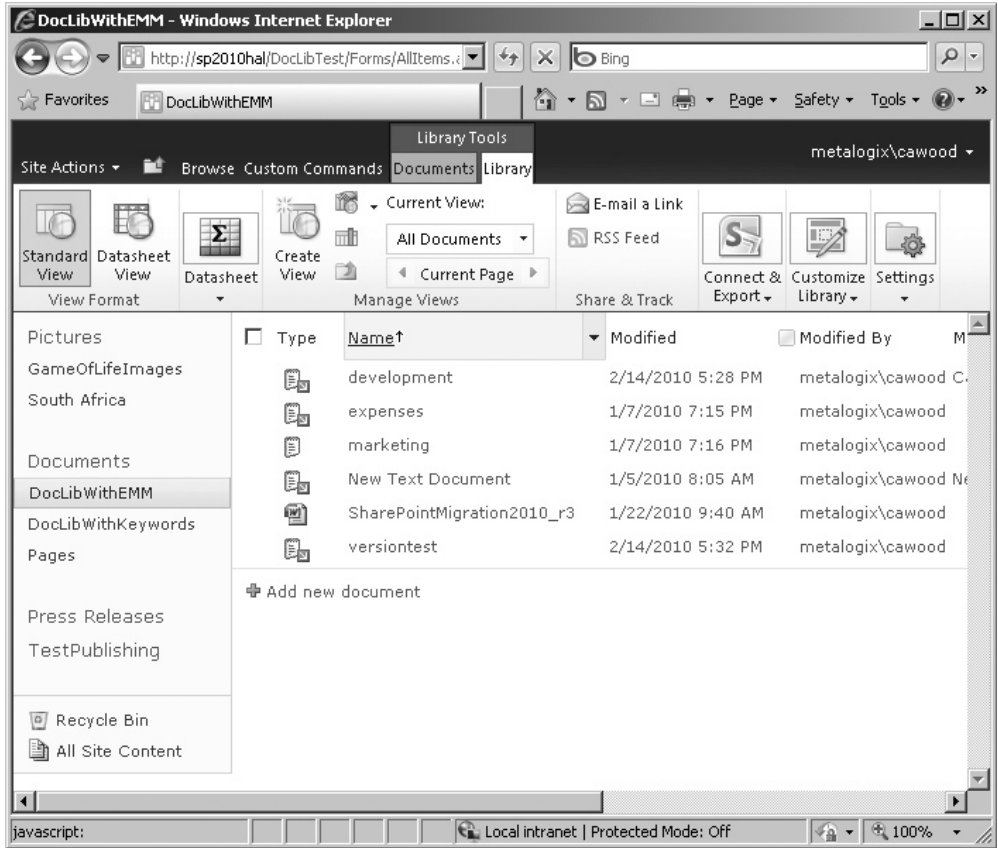 DocLibWithEMM - Windows Internet Explorer
http://sp2010hal/DocLibTest/Forms/AllItems.a
Bing
Favorites
DocLibWithEMM
Page
Safety
Tools
»
Library Tools
metalogix\cawood
Site Actions
Browse
Custom Commands
Documents
Library
Standard View
Datasheet View
View Format
Datasheet
Create View
Current View:
All Documents
Current Page
Manage Views
E-mail a Link
RSS Feed
Share & Track
Connect & Export
Customize Library
Settings
Pictures
GameOfLifeImages
South Africa
Documents
DocLibWithEMM
DocLibWithKeywords
Pages
Press Releases
TestPublishing
Recycle Bin
All Site Content
Type Name↑ Modified Modified By M
development 2/14/2010 5:28 PM metalogix\cawood Ca
expenses 1/7/2010 7:15 PM metalogix\cawood
marketing 1/7/2010 7:16 PM metalogix\cawood
New Text Document 1/5/2010 8:05 AM metalogix\cawood Ne
SharePointMigration2010_r3 1/22/2010 9:40 AM metalogix\cawood
versiontest 2/14/2010 5:32 PM metalogix\cawood
Add new document
javascript:
Local intranet | Protected Mode: Off
100%